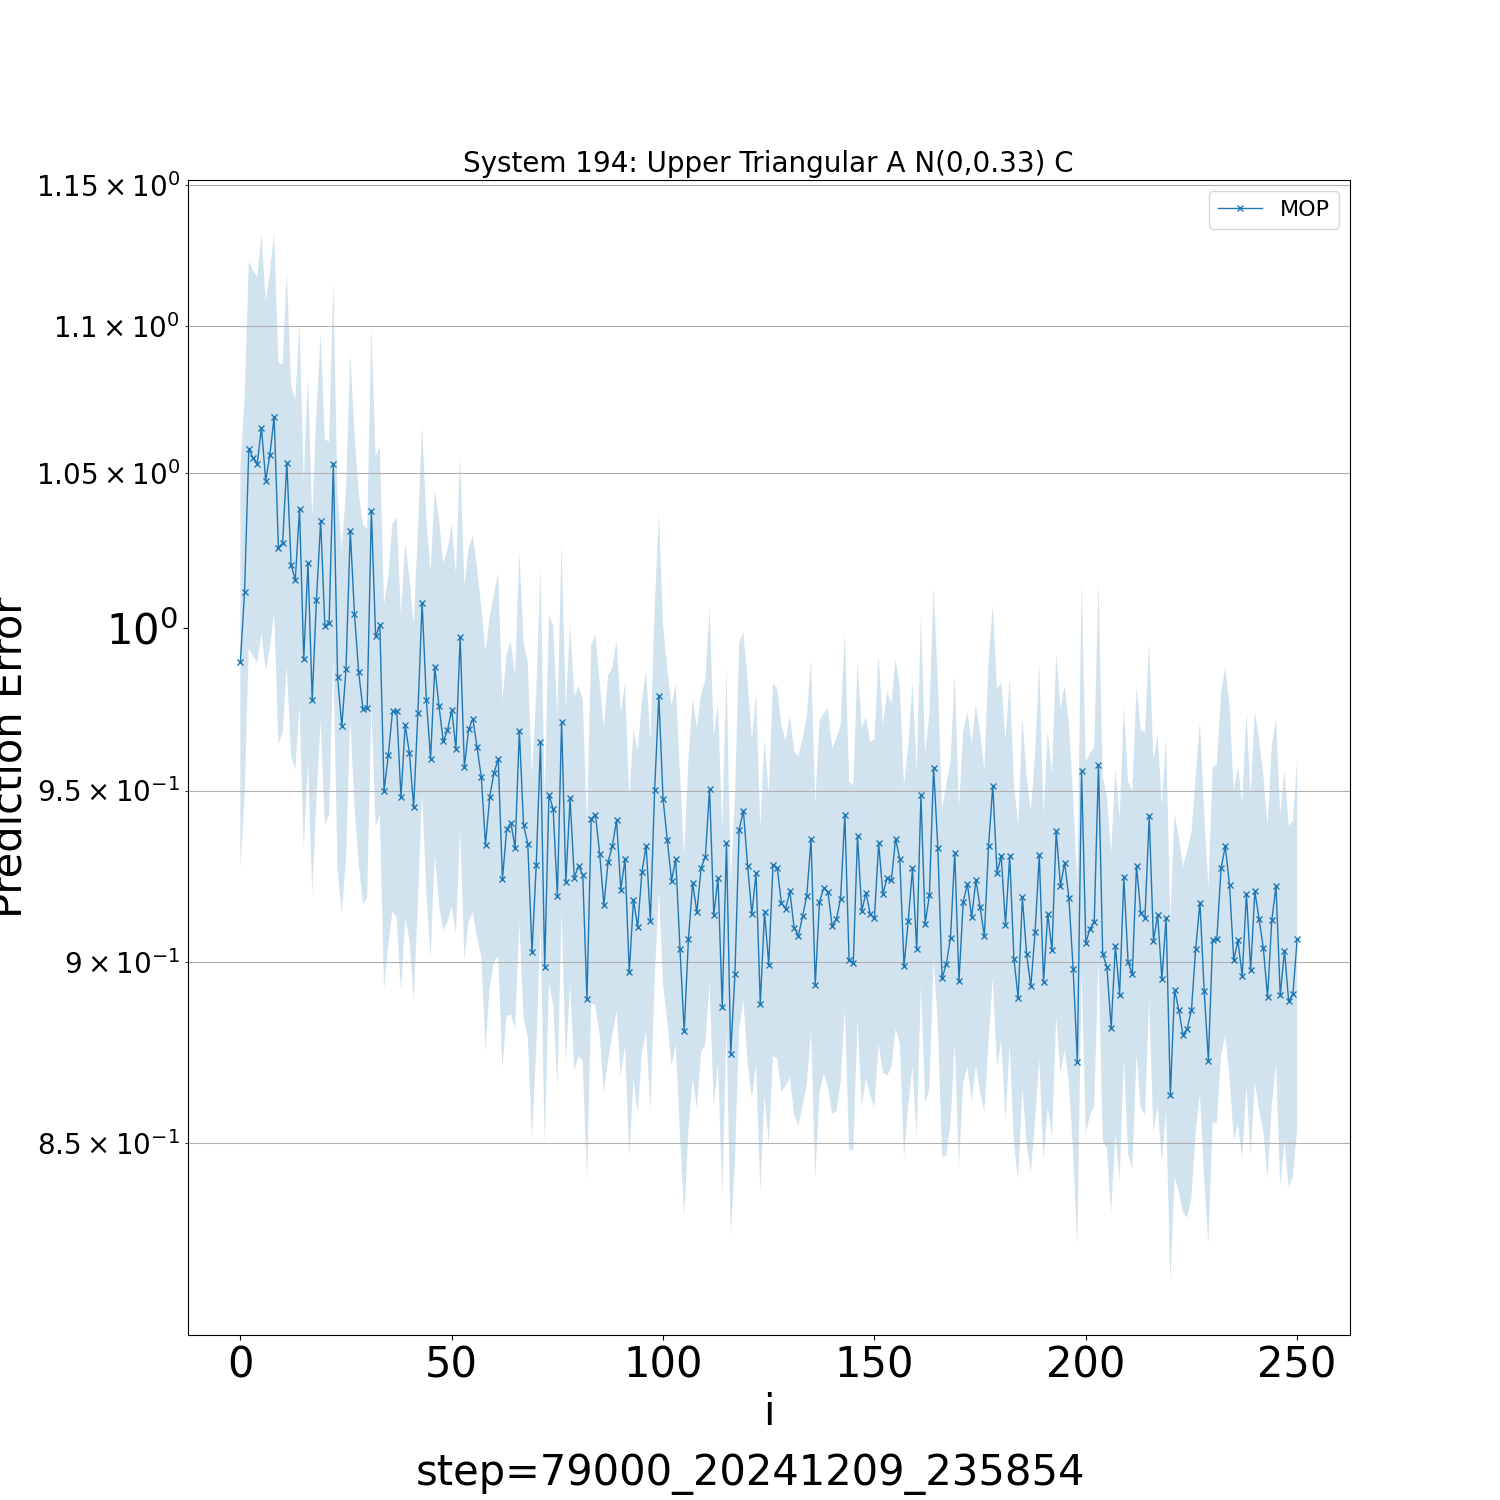 System 194: Upper Triangular A N(0,0.33) C
MOP
1.15 × 10⁰
1.1 × 10⁰
1.05 × 10⁰
10⁰
9.5 × 10⁻¹
9 × 10⁻¹
8.5 × 10⁻¹
Prediction Error
0 50 100 150 200 250
i
step=79000_20241209_235854